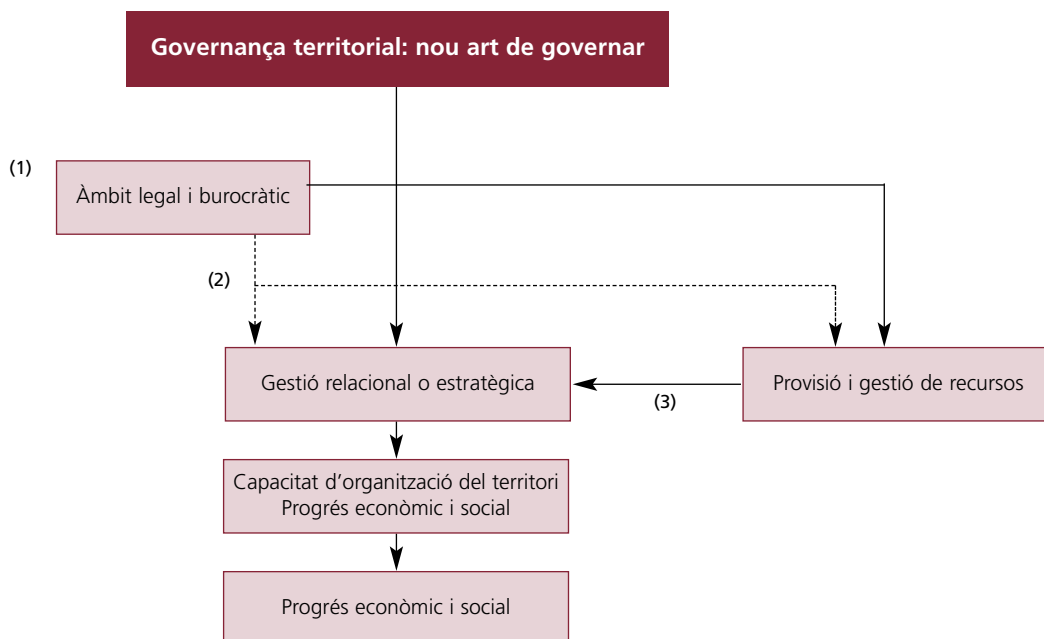 Governança territorial: nou art de governar
(1)
Àmbit legal i burocràtic
(2)
Gestió relacional o estratègica
Provisió i gestió de recursos
(3)
Capacitat d’organització del territori
Progrés econòmic i social
Progrés econòmic i social